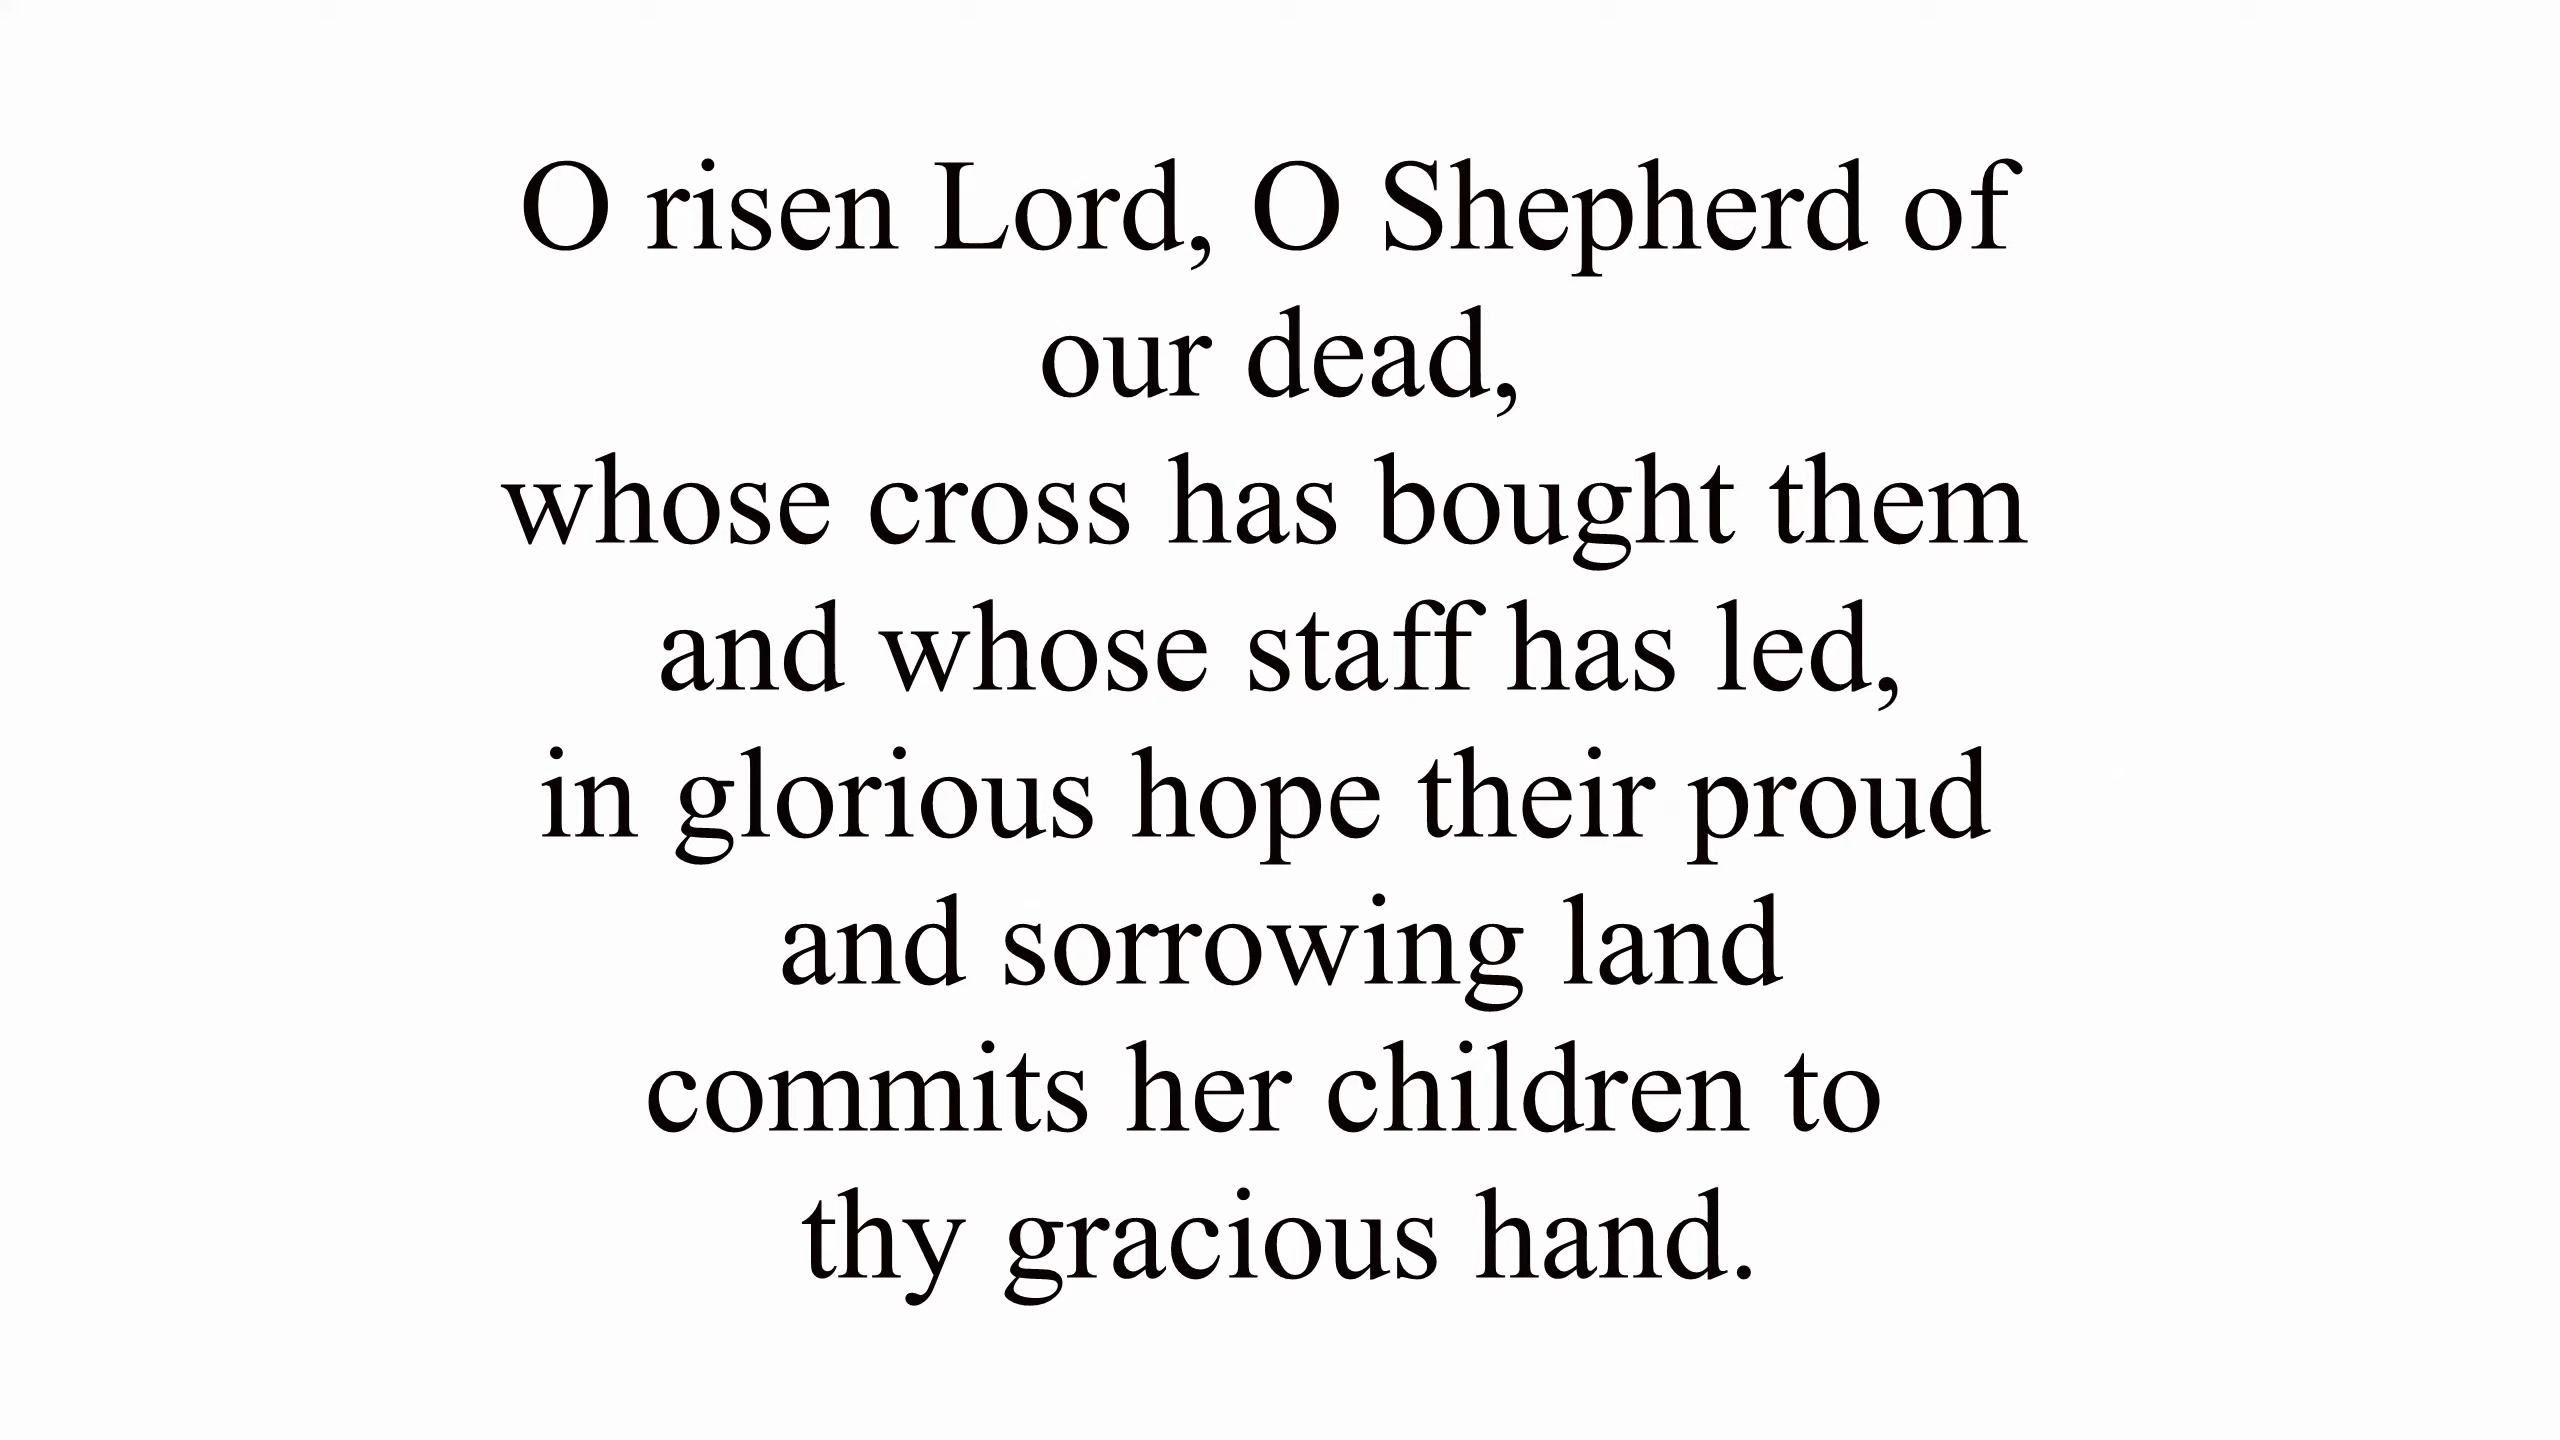 O risen Lord, O Shepherd of
our dead,
whose cross has bought them
and whose staff has led,
in glorious hope their proud
and sorrowing land
commits her children to
thy gracious hand.